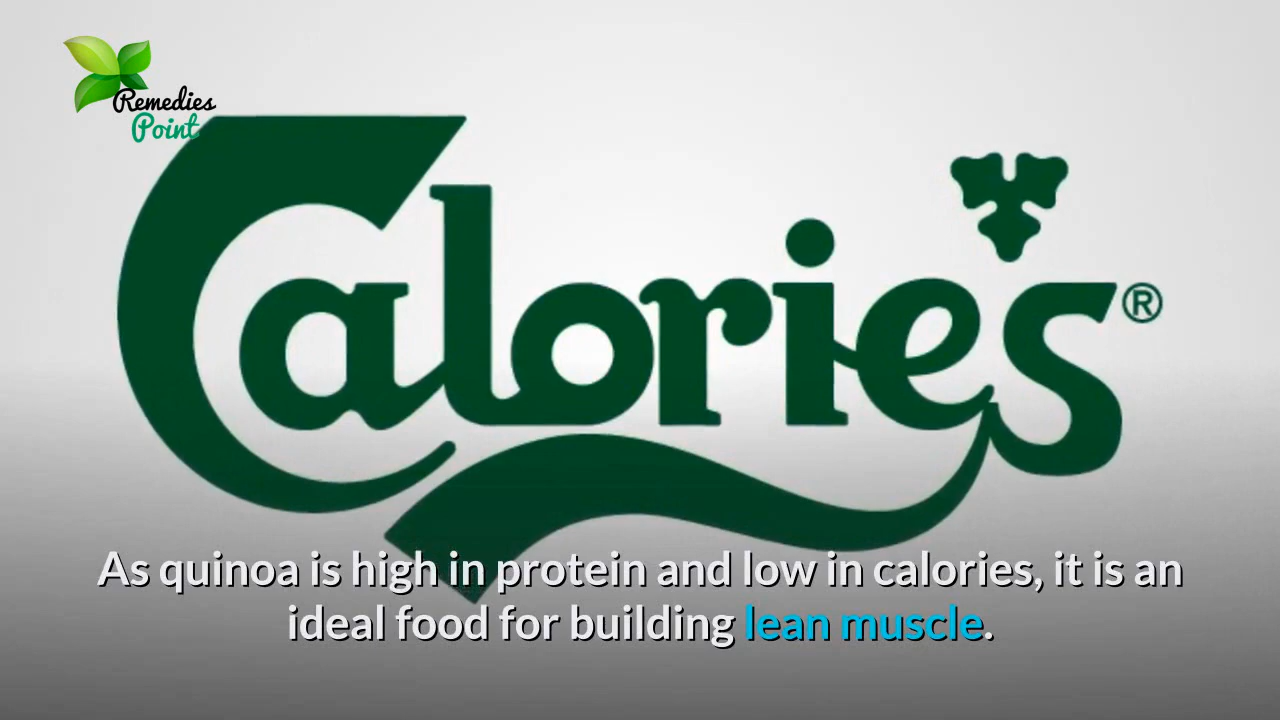 Remedies
Point
Calories®
As quinoa is high in protein and low in calories, it is an
ideal food for building lean muscle.